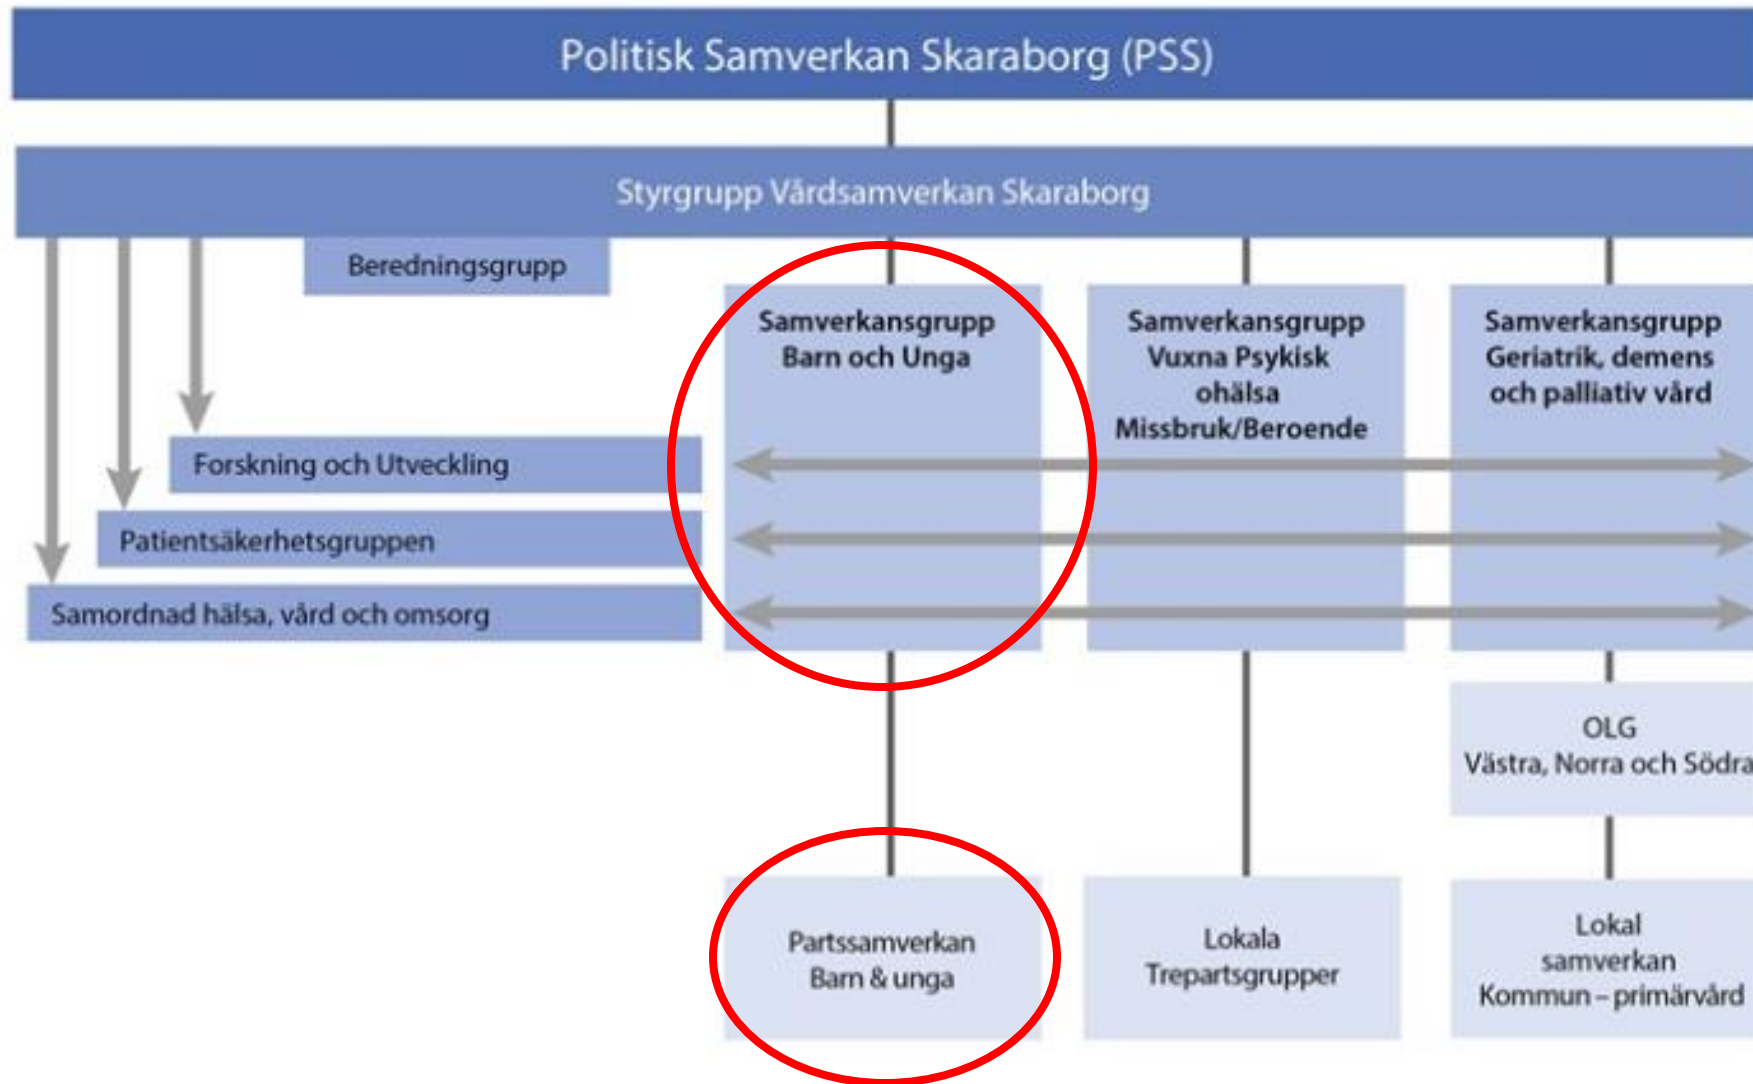 Politisk Samverkan Skaraborg (PSS)
Styrgrupp Vårdsamverkan Skaraborg
Beredningsgrupp
Samverkansgrupp
Barn och Unga
Samverkansgrupp
Vuxna Psykisk
ohälsa
Missbruk/Beroende
Samverkansgrupp
Geriatrik, demens
och palliativ vård
Forskning och Utveckling
Patientsäkerhetsgruppen
Samordnad hälsa, vård och omsorg
OLG
Västra, Norra och Södra
Partssamverkan
Barn & unga
Lokala
Trepartsgrupper
Lokal
samverkan
Kommun – primärvård